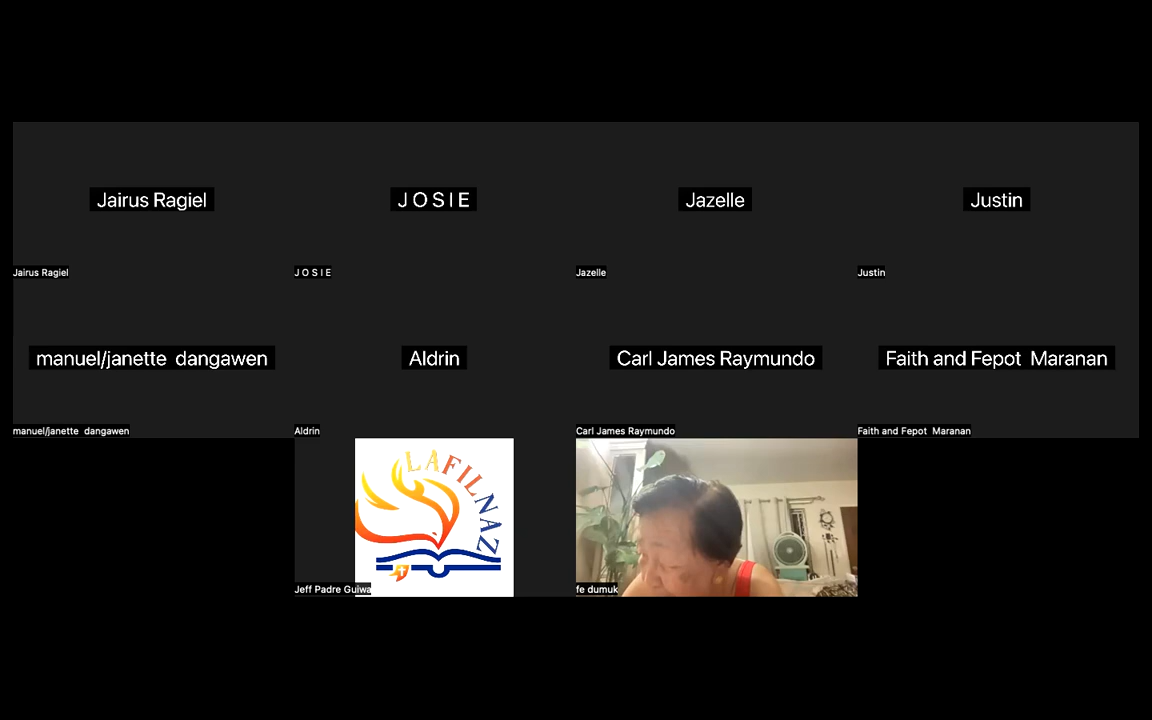 Jairus Ragiel
J O S I E
Jazelle
Justin
Jairus Ragiel
J O S I E
Jazelle
Justin
manuel/janette dangawen
Aldrin
Carl James Raymundo
Faith and Fepot Maranan
manuel/janette dangawen
Aldrin
Carl James Raymundo
Faith and Fepot Maranan
LAFILNAZ
Jeff Padre Guiwa
fe dumuk